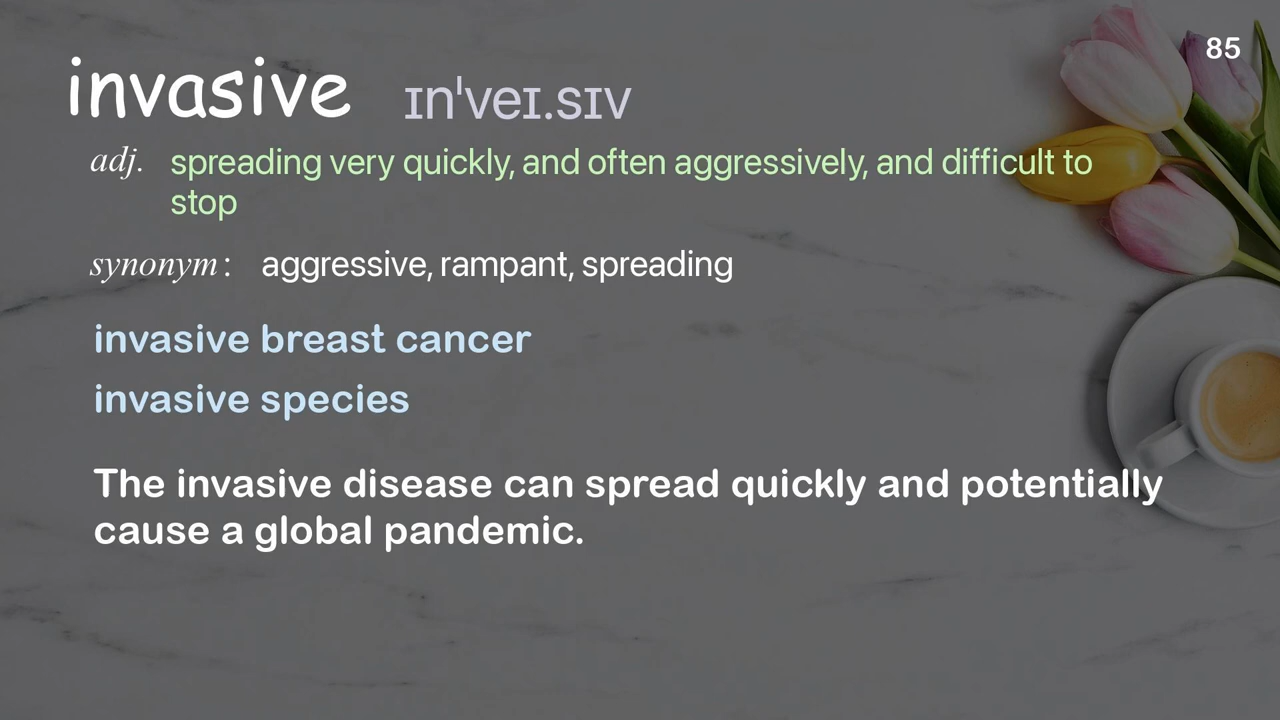 85
invasive ɪnˈveɪ.sɪv
adj. spreading very quickly, and often aggressively, and difficult to
stop
synonym: aggressive, rampant, spreading
invasive breast cancer
invasive species
The invasive disease can spread quickly and potentially
cause a global pandemic.